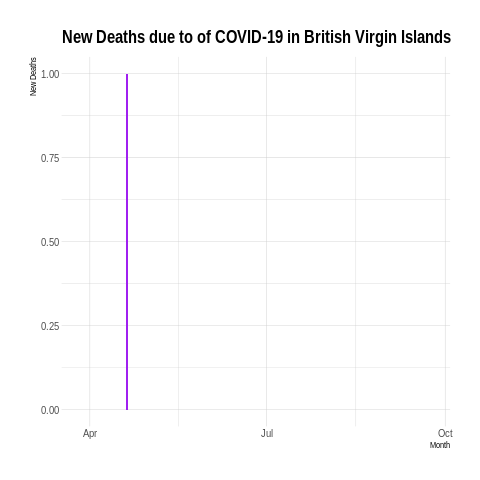 New Deaths due to of COVID-19 in British Virgin Islands
New Deaths
1.00
0.75
0.50
0.25
0.00
Apr
Jul
Oct
Month